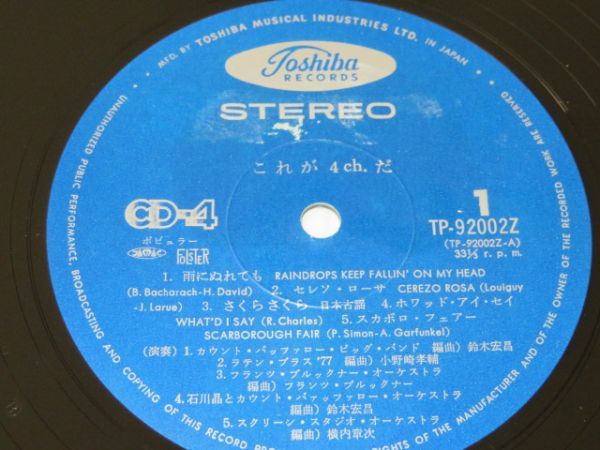 MFD. BY TOSHIBA MUSICAL INDUSTRIES LTD. IN JAPAN
Toshiba
RECORDS
STEREO
これが 4 ch. だ
CD-4
ポピュラー
FOLSTER
1
TP-92002Z
(TP-92002Z-A)
33⅓ r. p. m.
1. 雨にぬれても RAINDROPS KEEP FALLIN' ON MY HEAD
(B. Bacharach-H. David) 2. セレソ・ローサ CEREZO ROSA (Louiguy
-J. Larue) 3. さくらさくら 日本古謡 4. ホワッド・アイ・セイ
WHAT'D I SAY (R. Charles) 5. スカボロ・フェアー
SCARBOROUGH FAIR (P. Simon-A. Garfunkel)
(演奏) 1. カウント・バッファロー・ビッグ・バンド 編曲) 鈴木宏昌
2. ラテン・ブラス '77 編曲) 小野崎孝輔
3. フランツ・ブルックナー・オーケストラ
編曲) フランツ・ブルックナー
4. 石川晶とカウント・バァッファロー・オーケストラ
編曲) 鈴木宏昌
5. スクリーン・スタジオ・オーケストラ
編曲) 横内章次
UNAUTHORIZED PUBLIC PERFORMANCE, BROADCASTING AND COPYING OF THIS RECORD PRO
RIGHTS OF THE MANUFACTURER AND OF THE OWNER OF THE RECORDED WORK ARE RESERVED